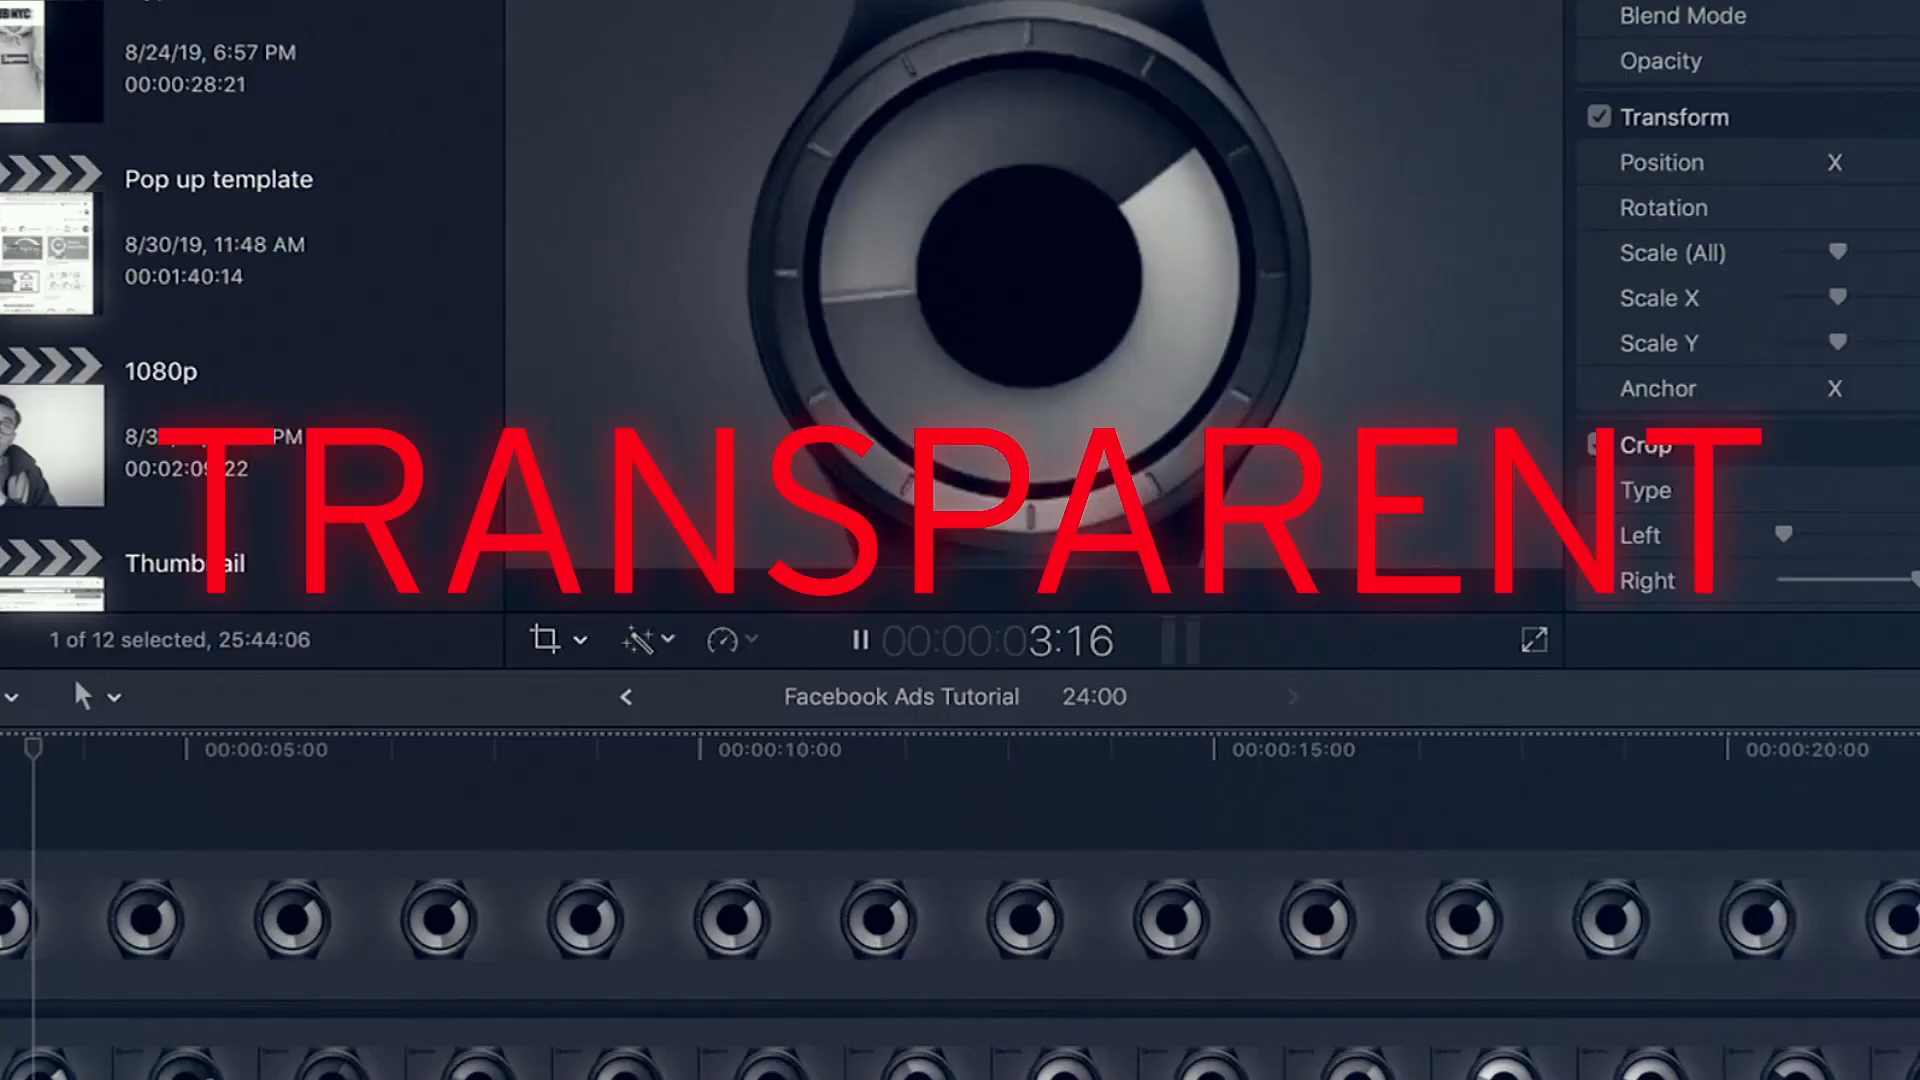 8/24/19, 6:57 PM
00:00:28:21
Pop up template
8/30/19, 11:48 AM
00:01:40:14
1080p
PM
Thumbnail
1 of 12 selected, 25:44:06
TRANSPARENT
00:00:03:16
Blend Mode
Opacity
Transform
Position X
Rotation
Scale (All)
Scale X
Scale Y
Anchor X
Crop
Type
Left
Right
Facebook Ads Tutorial 24:00
00:00:05:00 00:00:10:00 00:00:15:00 00:00:20:00